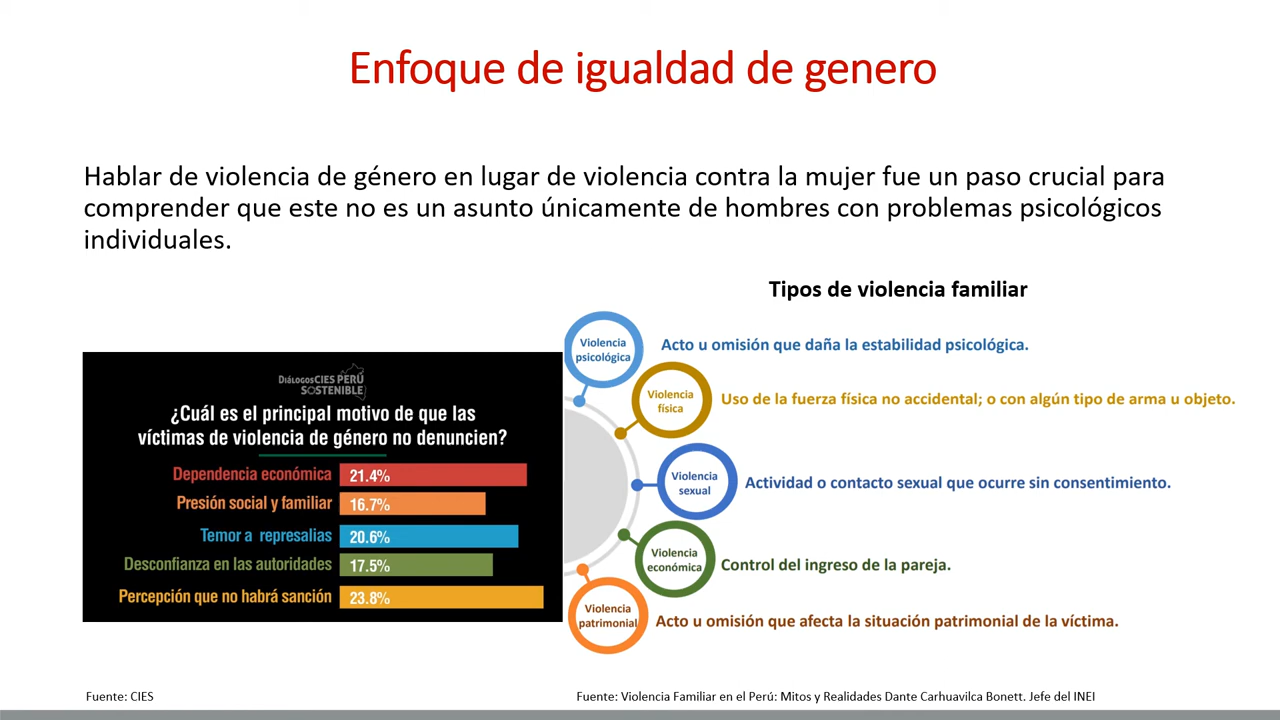 Enfoque de igualdad de genero
Hablar de violencia de género en lugar de violencia contra la mujer fue un paso crucial para
comprender que este no es un asunto únicamente de hombres con problemas psicológicos
individuales.
DiálogosCIES PERÚ
SOSTENIBLE
¿Cuál es el principal motivo de que las
víctimas de violencia de género no denuncien?
Dependencia económica 21.4%
Presión social y familiar 16.7%
Temor a represalias 20.6%
Desconfianza en las autoridades 17.5%
Percepción que no habrá sanción 23.8%
Tipos de violencia familiar
Violencia
psicológica
Acto u omisión que daña la estabilidad psicológica.
Violencia
física
Uso de la fuerza física no accidental; o con algún tipo de arma u objeto.
Violencia
sexual
Actividad o contacto sexual que ocurre sin consentimiento.
Violencia
económica
Control del ingreso de la pareja.
Violencia
patrimonial
Acto u omisión que afecta la situación patrimonial de la víctima.
Fuente: CIES
Fuente: Violencia Familiar en el Perú: Mitos y Realidades Dante Carhuavilca Bonett. Jefe del INEI